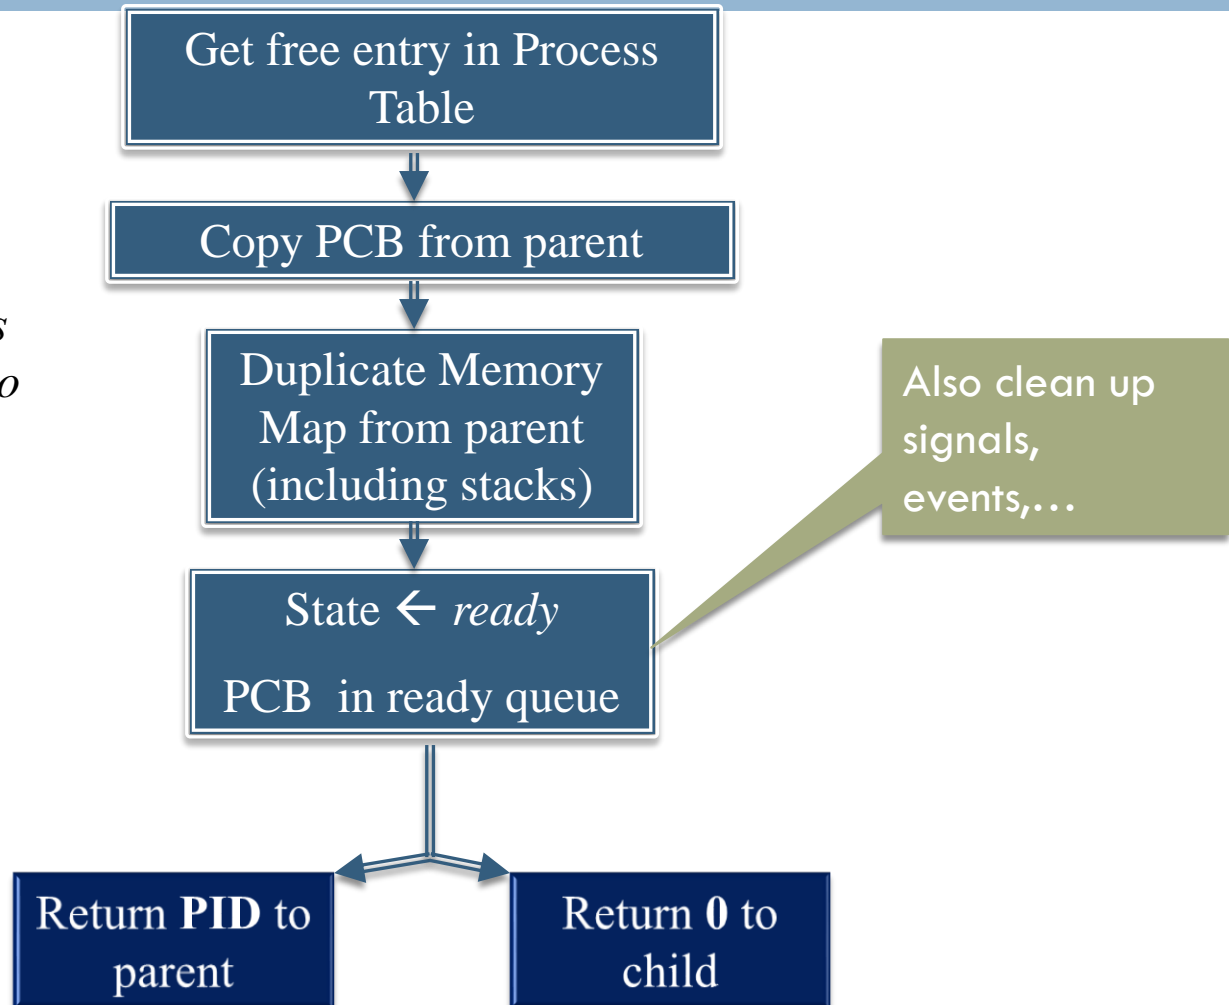 Get free entry in Process
Table
Copy PCB from parent
Duplicate Memory
Map from parent
(including stacks)
Also clean up
signals,
events,…
State ← ready
PCB in ready queue
Return PID to
parent
Return 0 to
child